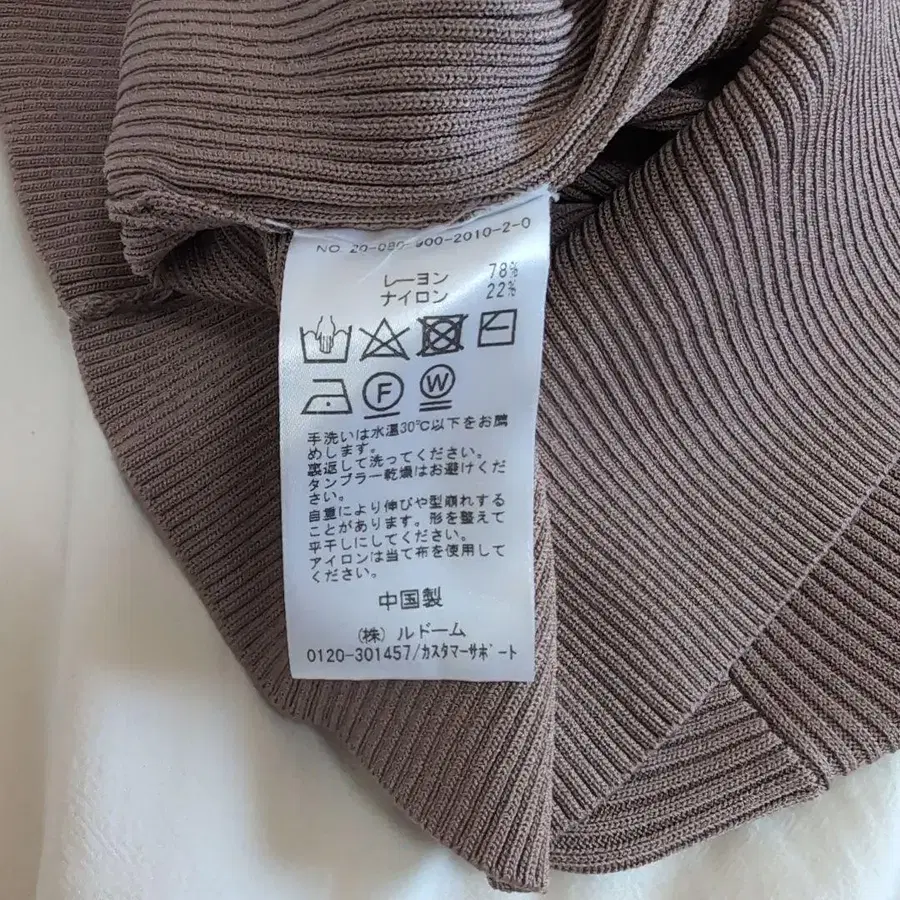 NO. 20-080-900-2010-2-0
レーヨン 78%
ナイロン 22%
F W
手洗いは水温30℃以下をお薦
めします。
裏返して洗ってください。
タンブラー乾燥はお避けくだ
さい。
自重により伸びや型崩れする
ことがあります。形を整えて
平干しにしてください。
アイロンは当て布を使用して
ください。
中国製
(株) ルドーム
0120-301457/カスタマーサポート